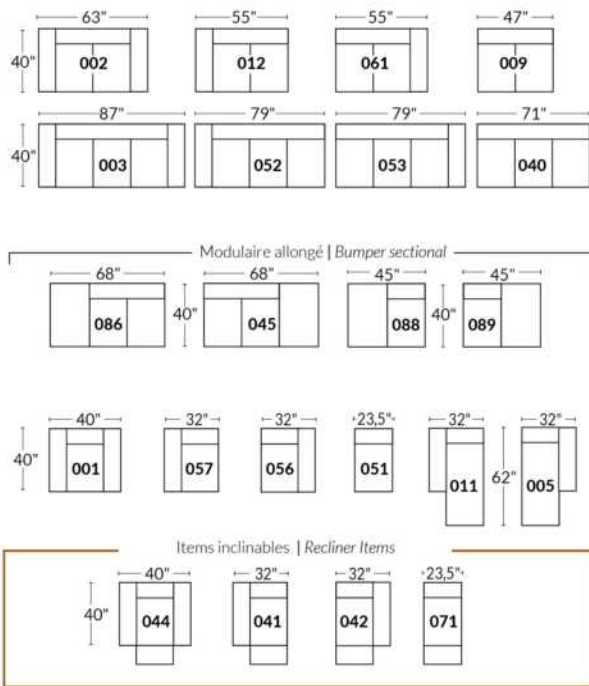 63" 55" 55" 47"
40" 002 012 061 009
87" 79" 79" 71"
40" 003 052 053 040
Modulaire allongé | Bumper sectional
68" 68" 45" 45"
086 40" 045 088 40" 089
40" 32" 32" 23,5" 32" 32"
40" 001 057 056 051 011 62" 005
Items inclinables | Recliner Items
40" 32" 32" 23,5"
40" 044 041 042 071